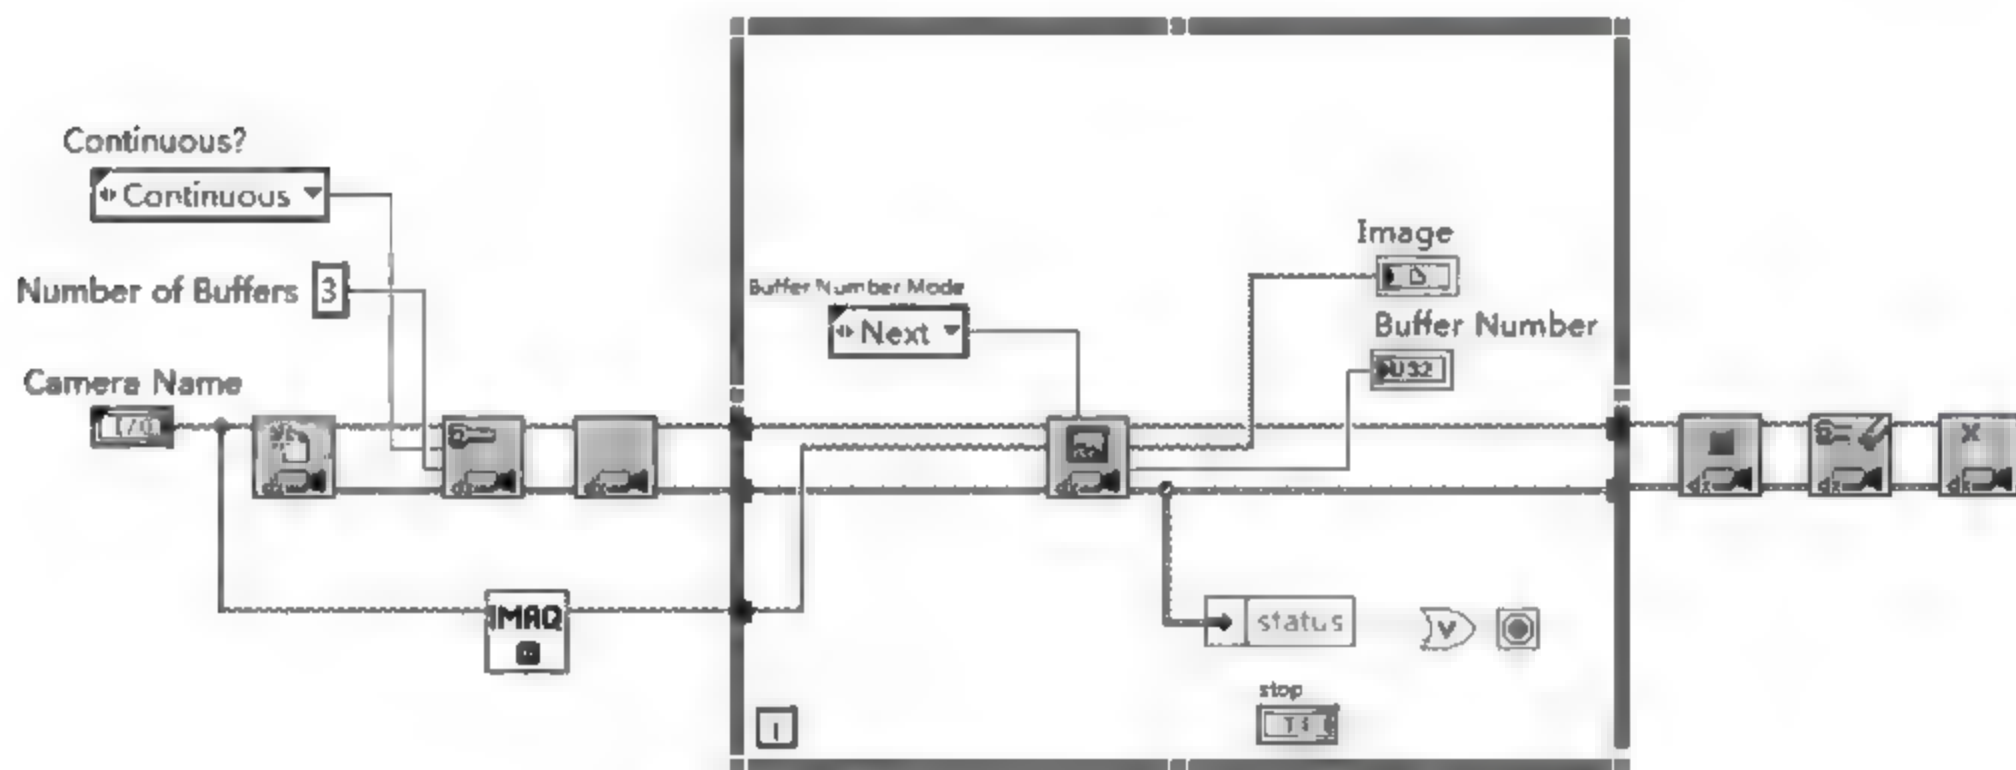 Continuous?
Continuous
Number of Buffers 3
Camera Name
I/O
IMAQ
Buffer Number Mode
Next
Image
Buffer Number
U32
status
V
stop
i